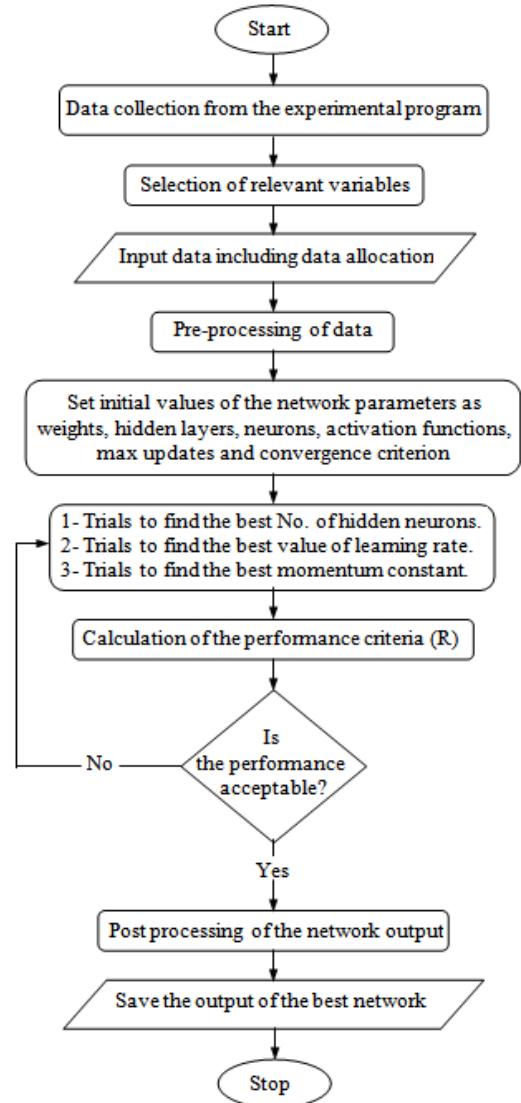 Start
Data collection from the experimental program
Selection of relevant variables
Input data including data allocation
Pre-processing of data
Set initial values of the network parameters as
weights, hidden layers, neurons, activation functions,
max updates and convergence criterion
1- Trials to find the best No. of hidden neurons.
2- Trials to find the best value of learning rate.
3- Trials to find the best momentum constant.
Calculation of the performance criteria (R)
Is
the performance
acceptable?
No
Yes
Post processing of the network output
Save the output of the best network
Stop